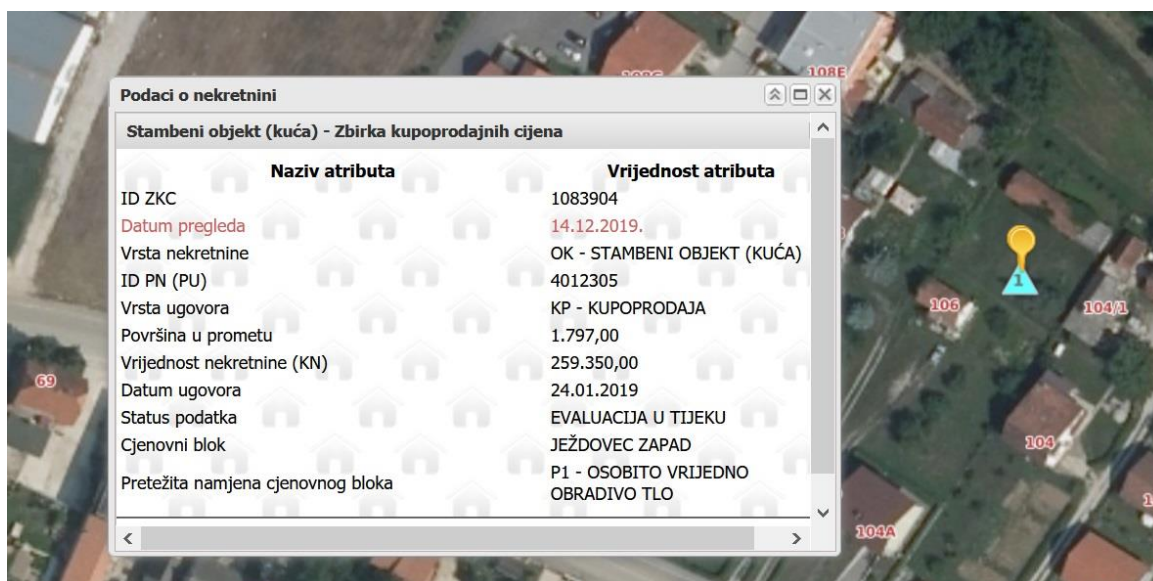 108G
108E
Podaci o nekretnini
Stambeni objekt (kuća) - Zbirka kupoprodajnih cijena
Naziv atributa Vrijednost atributa
ID ZKC 1083904
Datum pregleda 14.12.2019.
Vrsta nekretnine OK - STAMBENI OBJEKT (KUĆA)
ID PN (PU) 4012305
Vrsta ugovora KP - KUPOPRODAJA
Površina u prometu 1.797,00
Vrijednost nekretnine (KN) 259.350,00
Datum ugovora 24.01.2019
Status podatka EVALUACIJA U TIJEKU
Cjenovni blok JEŽDOVEC ZAPAD
Pretežita namjena cjenovnog bloka P1 - OSOBITO VRIJEDNO
OBRADIVO TLO
1
106
104/1
69
104
104A